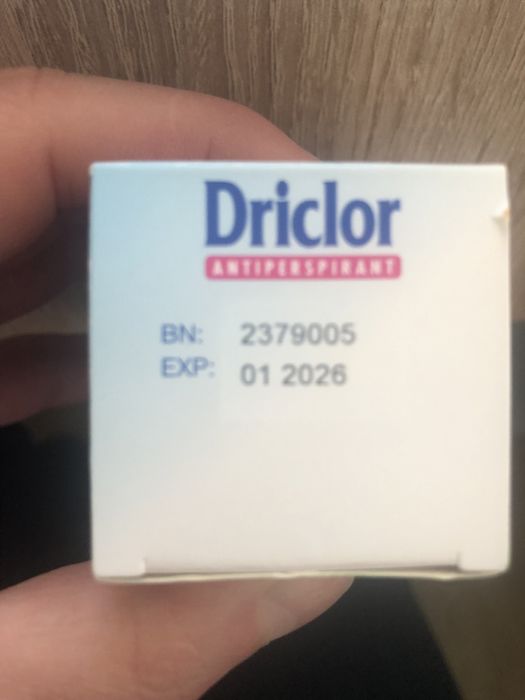 Driclor
ANTIPERSPIRANT
BN: 2379005
EXP: 01 2026